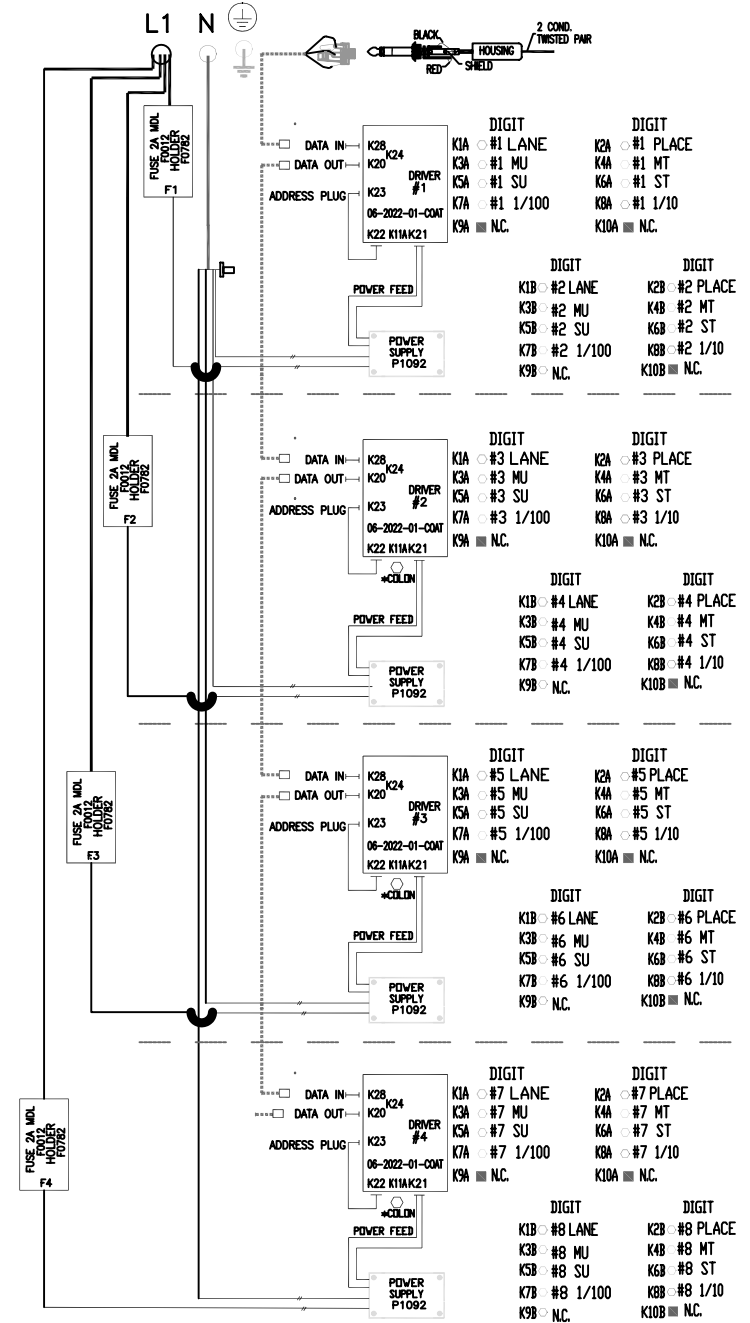 L1 N
BLACK
RED
SHIELD
HOUSING
2 COND.
TWISTED PAIR
FUSE 2A MDL
F0012
HOLDER
F0782
F1
DATA IN
DATA OUT
ADDRESS PLUG
K28
K24
K20
K23
DRIVER
#1
06-2022-01-COAT
K22 K11A K21
POWER FEED
POWER
SUPPLY
P1092
DIGIT DIGIT
K1A #1 LANE K2A #1 PLACE
K3A #1 MU K4A #1 MT
K5A #1 SU K6A #1 ST
K7A #1 1/100 K8A #1 1/10
K9A N.C. K10A N.C.
DIGIT DIGIT
K1B #2 LANE K2B #2 PLACE
K3B #2 MU K4B #2 MT
K5B #2 SU K6B #2 ST
K7B #2 1/100 K8B #2 1/10
K9B N.C. K10B N.C.
FUSE 2A MDL
F0012
HOLDER
F0782
F2
DATA IN
DATA OUT
ADDRESS PLUG
K28
K24
K20
K23
DRIVER
#2
06-2022-01-COAT
K22 K11A K21
*COLON
POWER FEED
POWER
SUPPLY
P1092
DIGIT DIGIT
K1A #3 LANE K2A #3 PLACE
K3A #3 MU K4A #3 MT
K5A #3 SU K6A #3 ST
K7A #3 1/100 K8A #3 1/10
K9A N.C. K10A N.C.
DIGIT DIGIT
K1B #4 LANE K2B #4 PLACE
K3B #4 MU K4B #4 MT
K5B #4 SU K6B #4 ST
K7B #4 1/100 K8B #4 1/10
K9B N.C. K10B N.C.
FUSE 2A MDL
F0012
HOLDER
F0782
F3
DATA IN
DATA OUT
ADDRESS PLUG
K28
K24
K20
K23
DRIVER
#3
06-2022-01-COAT
K22 K11A K21
*COLON
POWER FEED
POWER
SUPPLY
P1092
DIGIT DIGIT
K1A #5 LANE K2A #5 PLACE
K3A #5 MU K4A #5 MT
K5A #5 SU K6A #5 ST
K7A #5 1/100 K8A #5 1/10
K9A N.C. K10A N.C.
DIGIT DIGIT
K1B #6 LANE K2B #6 PLACE
K3B #6 MU K4B #6 MT
K5B #6 SU K6B #6 ST
K7B #6 1/100 K8B #6 1/10
K9B N.C. K10B N.C.
FUSE 2A MDL
F0012
HOLDER
F0782
F4
DATA IN
DATA OUT
ADDRESS PLUG
K28
K24
K20
K23
DRIVER
#4
06-2022-01-COAT
K22 K11A K21
*COLON
POWER FEED
POWER
SUPPLY
P1092
DIGIT DIGIT
K1A #7 LANE K2A #7 PLACE
K3A #7 MU K4A #7 MT
K5A #7 SU K6A #7 ST
K7A #7 1/100 K8A #7 1/10
K9A N.C. K10A N.C.
DIGIT DIGIT
K1B #8 LANE K2B #8 PLACE
K3B #8 MU K4B #8 MT
K5B #8 SU K6B #8 ST
K7B #8 1/100 K8B #8 1/10
K9B N.C. K10B N.C.